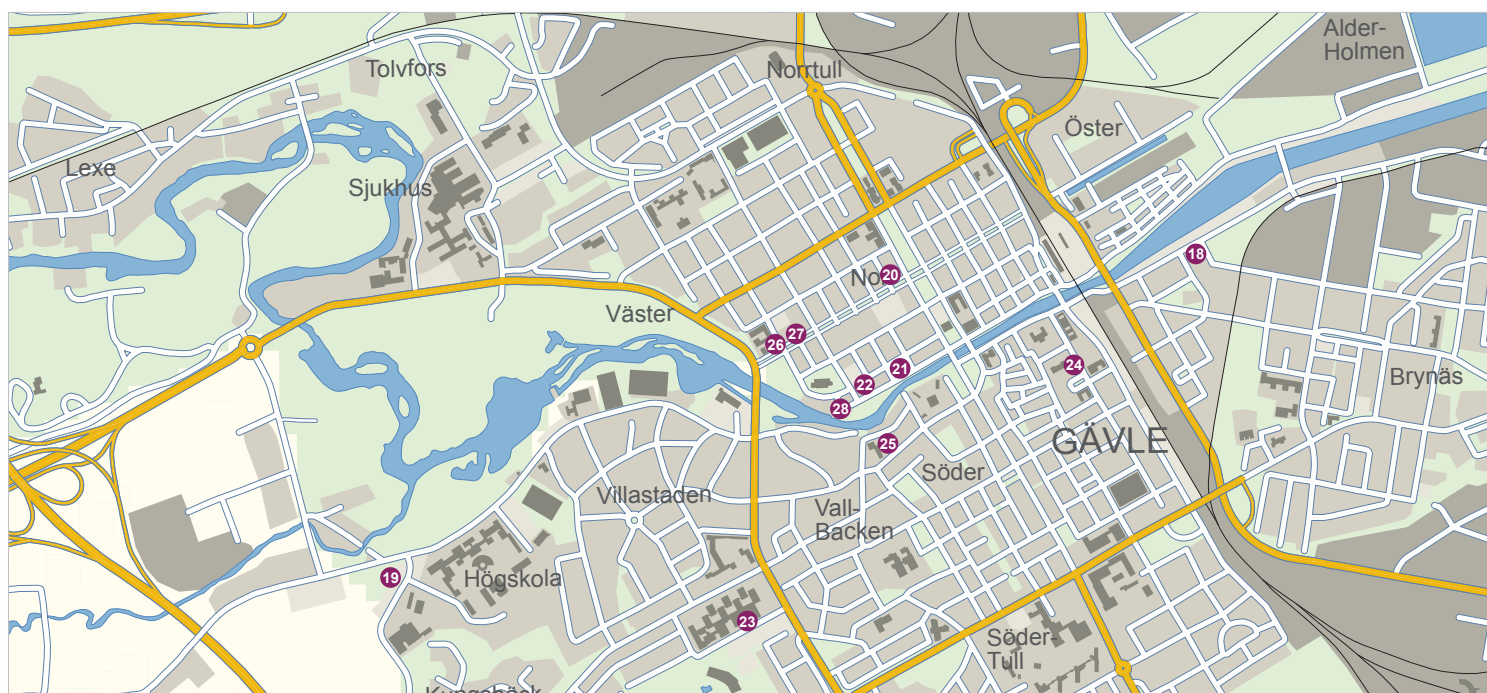 Alder-
Holmen
Tolvfors
Norrtull
Öster
Lexe
Sjukhus
18
20
Väster
27
26
24
21
22
Brynäs
28
GÄVLE
25
Söder
Villastaden
Vall-
Backen
19
Högskola
23
Söder-
Tull